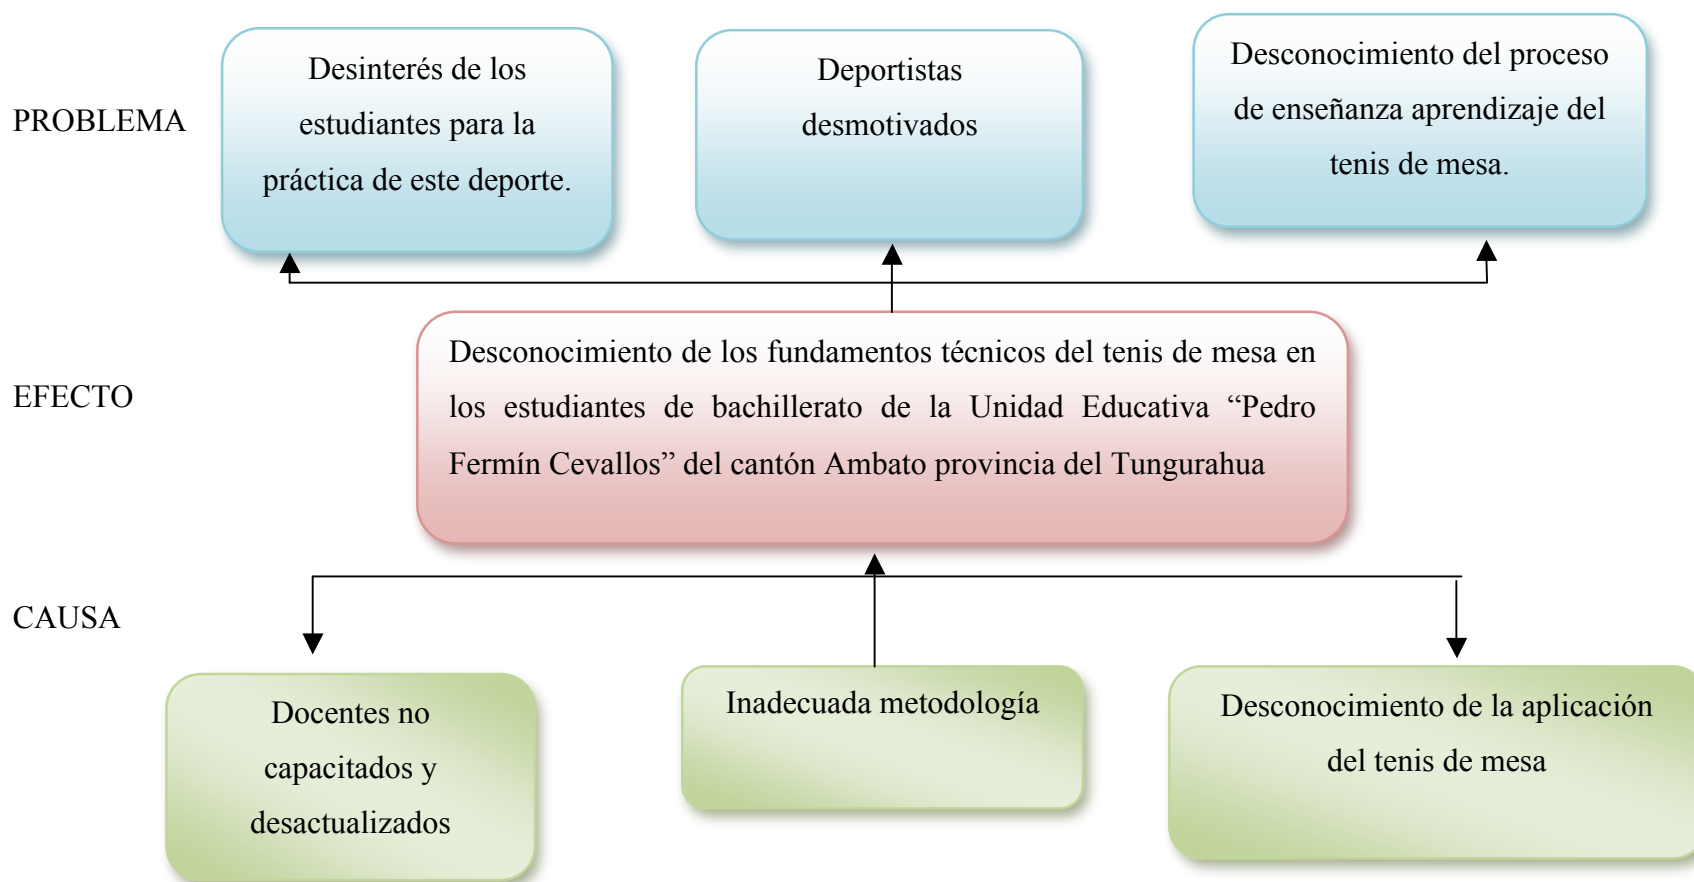 PROBLEMA
Desinterés de los
estudiantes para la
práctica de este deporte.
Deportistas
desmotivados
Desconocimiento del proceso
de enseñanza aprendizaje del
tenis de mesa.
EFECTO
Desconocimiento de los fundamentos técnicos del tenis de mesa en
los estudiantes de bachillerato de la Unidad Educativa “Pedro
Fermín Cevallos” del cantón Ambato provincia del Tungurahua
CAUSA
Docentes no
capacitados y
desactualizados
Inadecuada metodología
Desconocimiento de la aplicación
del tenis de mesa